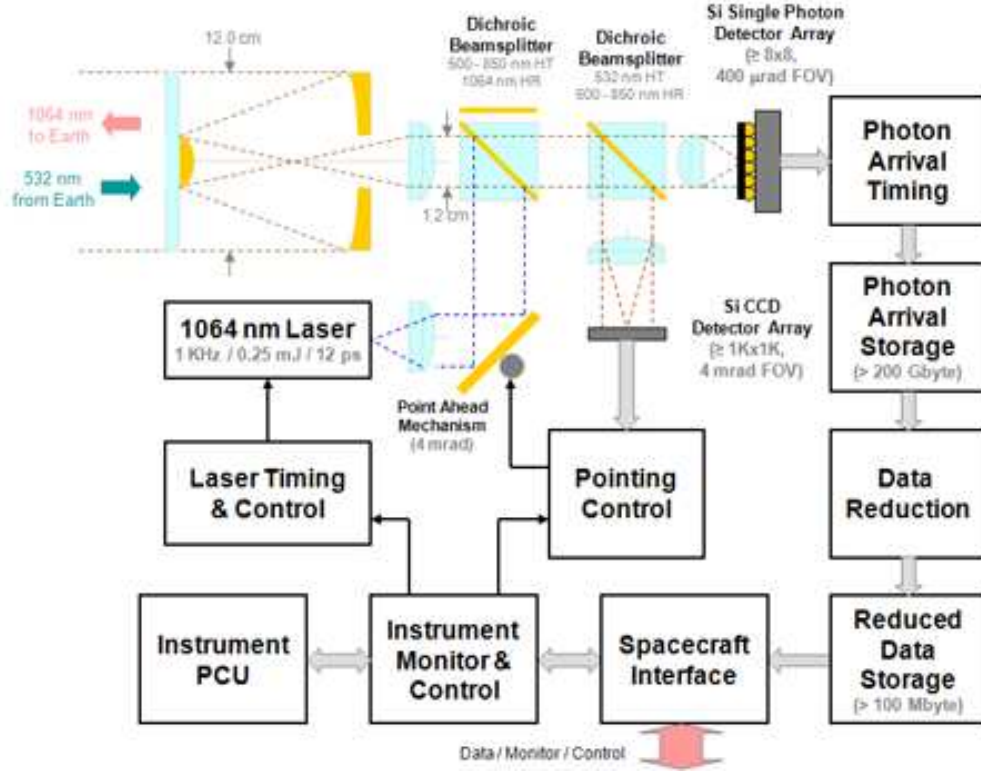 12.0 cm
1064 nm
to Earth
532 nm
from Earth
Dichroic
Beamsplitter
500 - 850 nm HT
1064 nm HR
1.2 cm
Dichroic
Beamsplitter
532 nm HT
600 - 850 nm HR
Si Single Photon
Detector Array
(≥ 8x8,
400 µrad FOV)
Photon
Arrival
Timing
1064 nm Laser
1 KHz / 0.25 mJ / 12 ps
Point Ahead
Mechanism
(4 mrad)
Si CCD
Detector Array
(≥ 1Kx1K,
4 mrad FOV)
Photon
Arrival
Storage
(> 200 Gbyte)
Laser Timing
& Control
Pointing
Control
Data
Reduction
Instrument
PCU
Instrument
Monitor &
Control
Spacecraft
Interface
Reduced
Data
Storage
(> 100 Mbyte)
Data / Monitor / Control